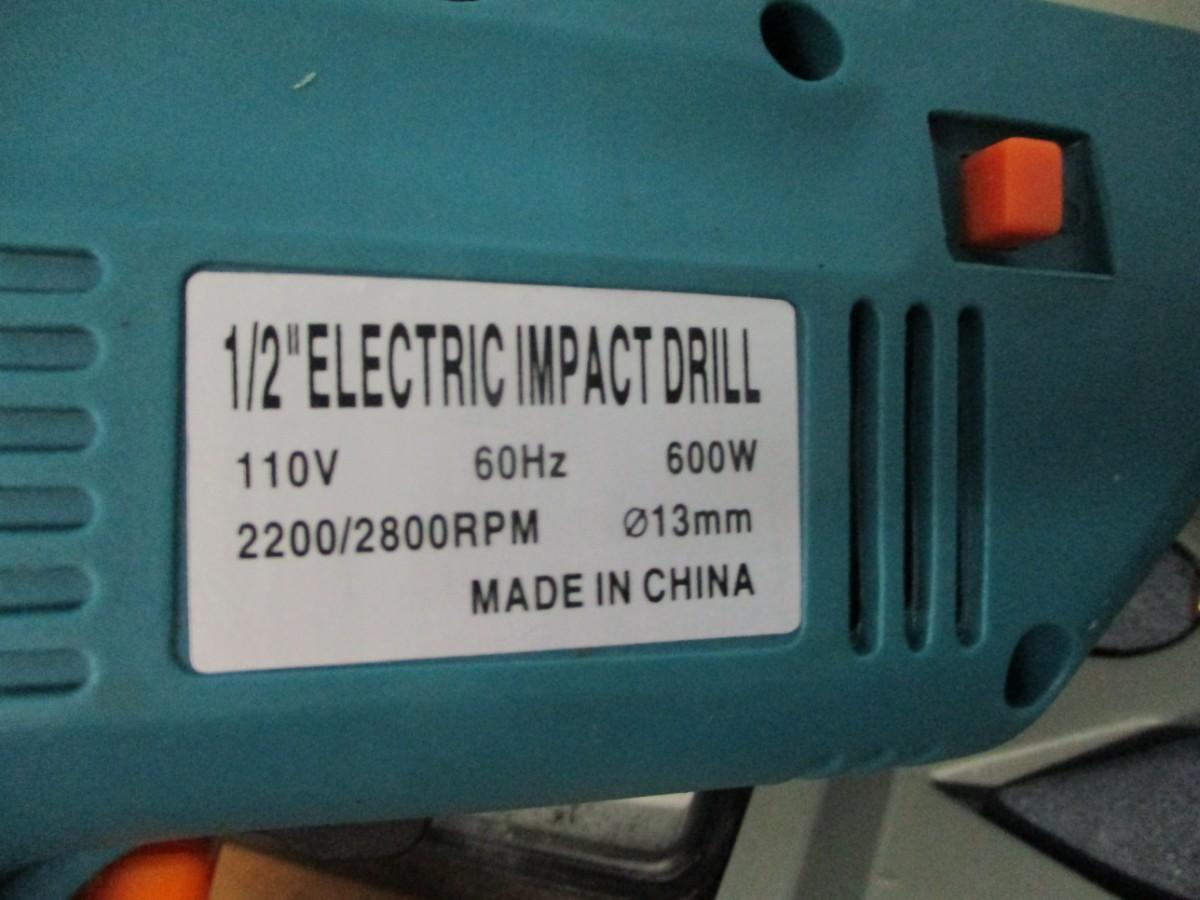 1/2"ELECTRIC IMPACT DRILL
110V 60Hz 600W
2200/2800RPM Ø13mm
MADE IN CHINA